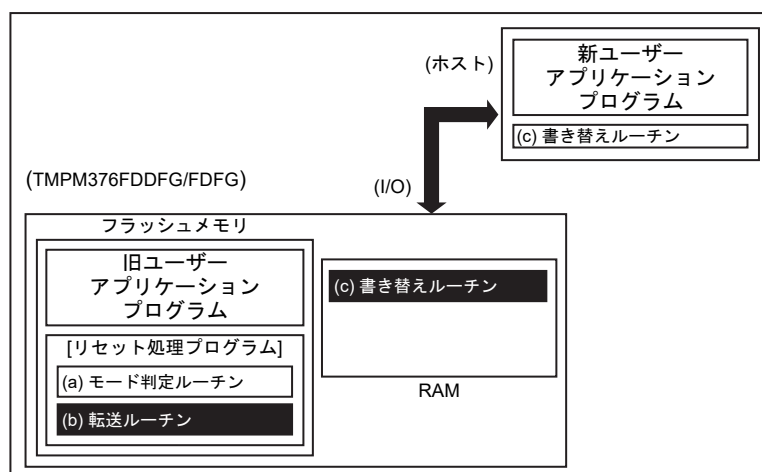 (ホスト)
新ユーザー
アプリケーション
プログラム
(c) 書き替えルーチン
(TMPM376FDDFG/FDFG)
(I/O)
フラッシュメモリ
旧ユーザー
アプリケーション
プログラム
[リセット処理プログラム]
(a) モード判定ルーチン
(b) 転送ルーチン
(c) 書き替えルーチン
RAM